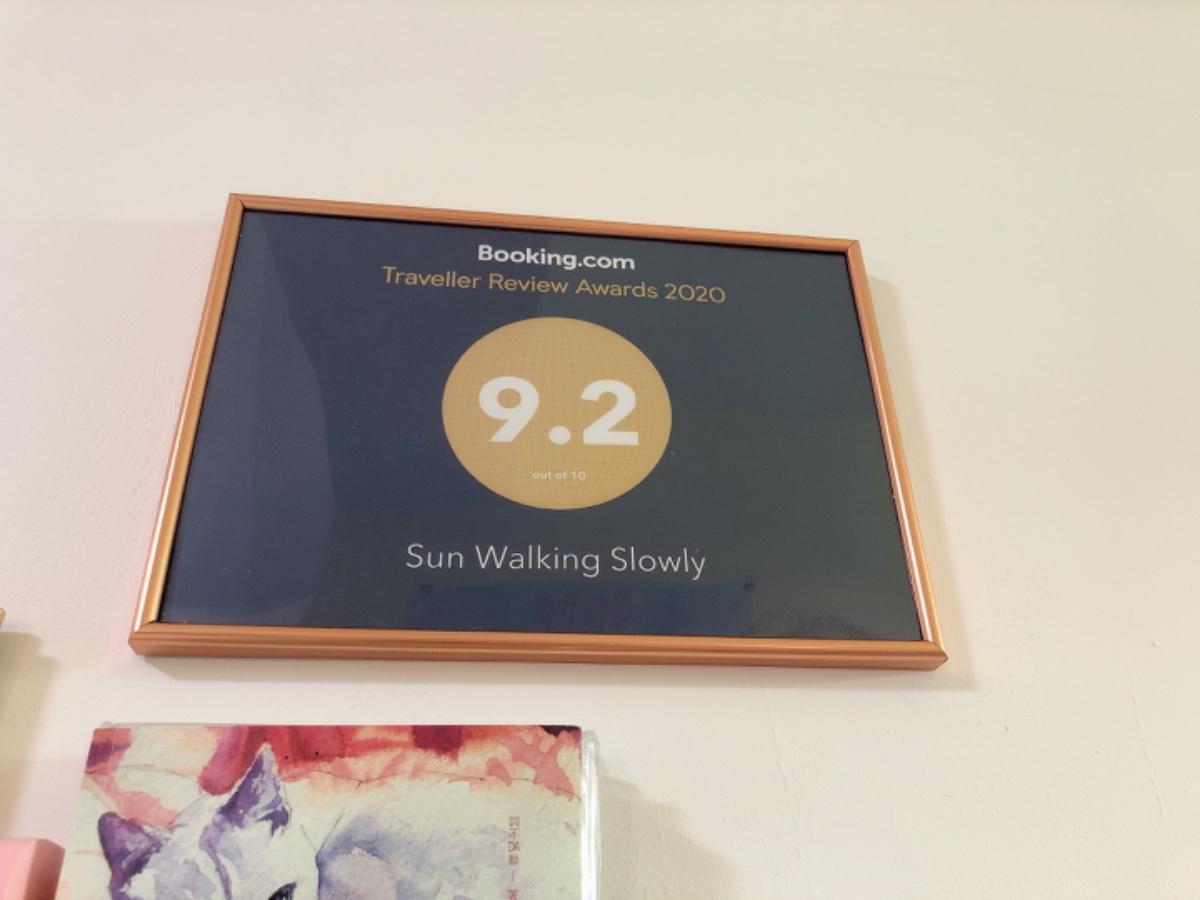 Booking.com
Traveller Review Awards 2020
9.2
out of 10
Sun Walking Slowly